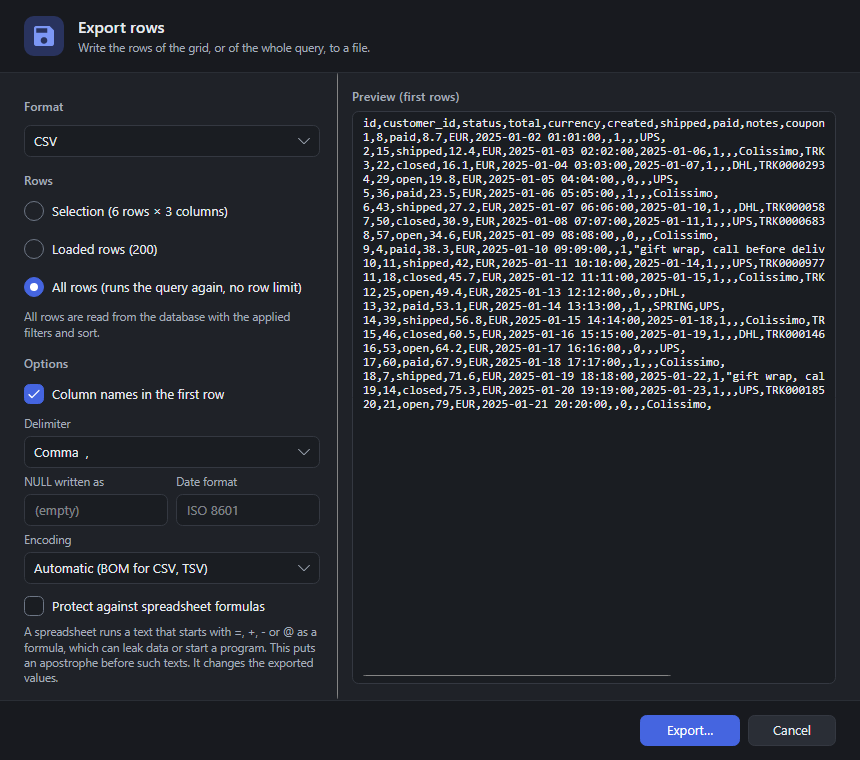 Export rows
Write the rows of the grid, or of the whole query, to a file.
Format
CSV
Rows
Selection (6 rows × 3 columns)
Loaded rows (200)
All rows (runs the query again, no row limit)
All rows are read from the database with the applied
filters and sort.
Options
Column names in the first row
Delimiter
Comma ,
NULL written as
Date format
(empty)
ISO 8601
Encoding
Automatic (BOM for CSV, TSV)
Protect against spreadsheet formulas
A spreadsheet runs a text that starts with =, +, - or @ as a
formula, which can leak data or start a program. This puts
an apostrophe before such texts. It changes the exported
values.
Preview (first rows)
id,customer_id,status,total,currency,created,shipped,paid,notes,coupon
1,8,paid,8.7,EUR,2025-01-02 01:01:00,,1,,,UPS,
2,15,shipped,12.4,EUR,2025-01-03 02:02:00,2025-01-06,1,,,Colissimo,TRK
3,22,closed,16.1,EUR,2025-01-04 03:03:00,2025-01-07,1,,,DHL,TRK0000293
4,29,open,19.8,EUR,2025-01-05 04:04:00,,0,,,UPS,
5,36,paid,23.5,EUR,2025-01-06 05:05:00,,1,,,Colissimo,
6,43,shipped,27.2,EUR,2025-01-07 06:06:00,2025-01-10,1,,,DHL,TRK000058
7,50,closed,30.9,EUR,2025-01-08 07:07:00,2025-01-11,1,,,UPS,TRK0000683
8,57,open,34.6,EUR,2025-01-09 08:08:00,,0,,,Colissimo,
9,4,paid,38.3,EUR,2025-01-10 09:09:00,,1,"gift wrap, call before deliv
10,11,shipped,42,EUR,2025-01-11 10:10:00,2025-01-14,1,,,UPS,TRK0000977
11,18,closed,45.7,EUR,2025-01-12 11:11:00,2025-01-15,1,,,Colissimo,TRK
12,25,open,49.4,EUR,2025-01-13 12:12:00,,0,,,DHL,
13,32,paid,53.1,EUR,2025-01-14 13:13:00,,1,,SPRING,UPS,
14,39,shipped,56.8,EUR,2025-01-15 14:14:00,2025-01-18,1,,,Colissimo,TR
15,46,closed,60.5,EUR,2025-01-16 15:15:00,2025-01-19,1,,,DHL,TRK000146
16,53,open,64.2,EUR,2025-01-17 16:16:00,,0,,,UPS,
17,60,paid,67.9,EUR,2025-01-18 17:17:00,,1,,,Colissimo,
18,7,shipped,71.6,EUR,2025-01-19 18:18:00,2025-01-22,1,"gift wrap, cal
19,14,closed,75.3,EUR,2025-01-20 19:19:00,2025-01-23,1,,,UPS,TRK000185
20,21,open,79,EUR,2025-01-21 20:20:00,,0,,,Colissimo,
Export...
Cancel